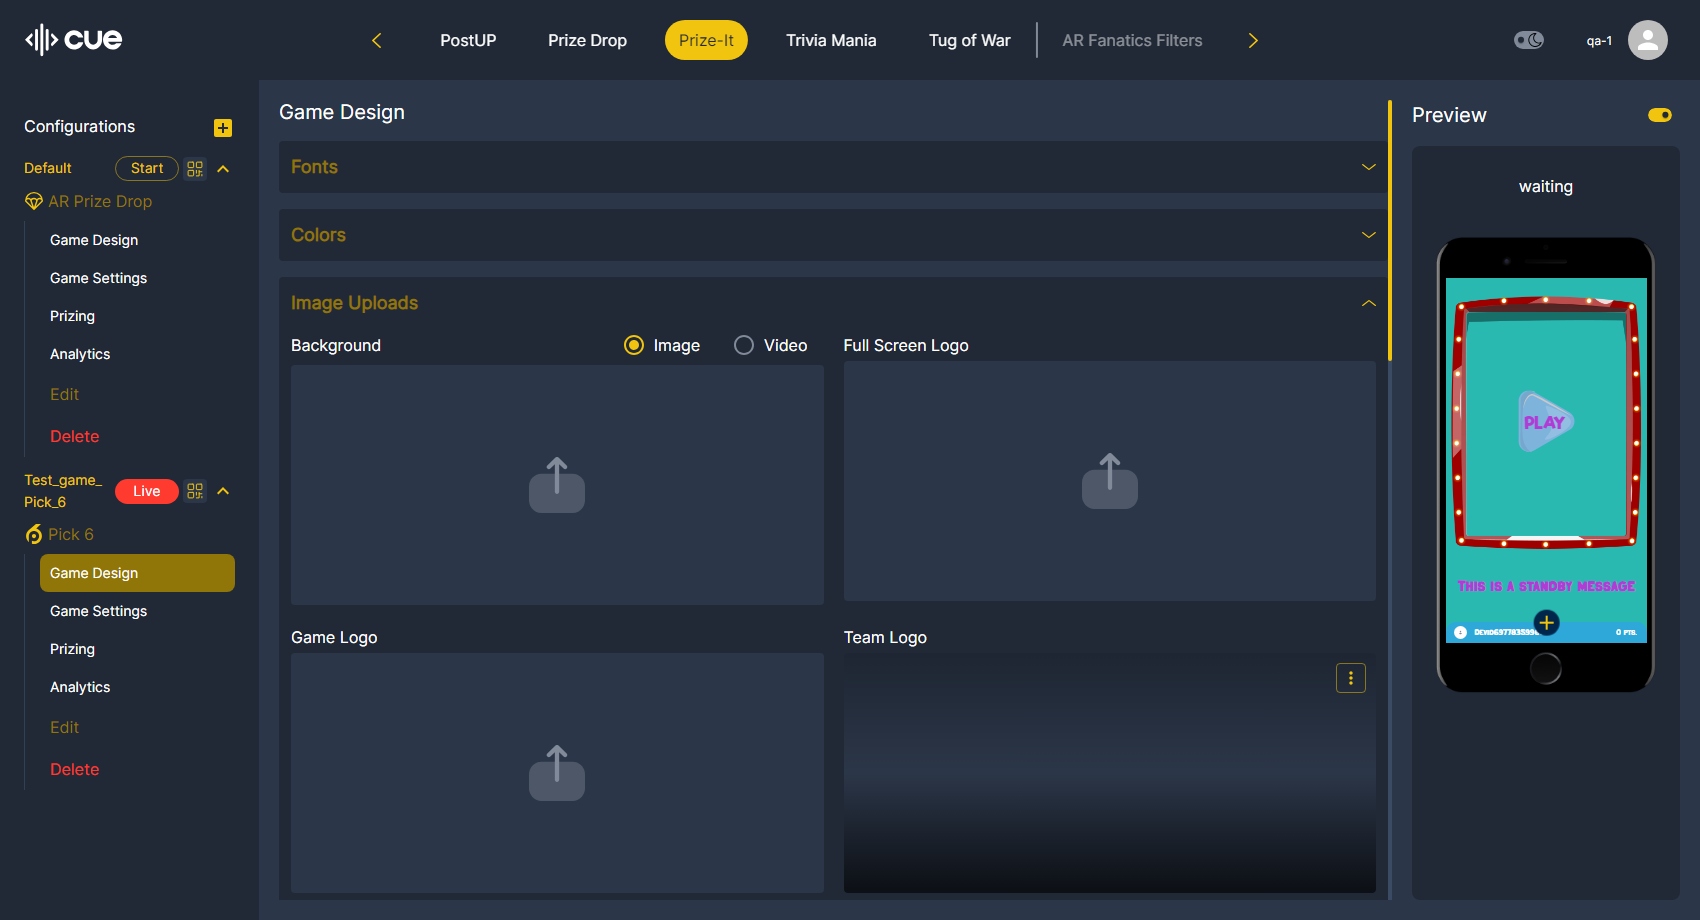 cue
PostUP
Prize Drop
Prize-It
Trivia Mania
Tug of War
AR Fanatics Filters
qa-1
Configurations
Default
Start
AR Prize Drop
Game Design
Game Settings
Prizing
Analytics
Edit
Delete
Test_game_
Pick_6
Live
Pick 6
Game Design
Game Settings
Prizing
Analytics
Edit
Delete
Game Design
Fonts
Colors
Image Uploads
Background
Image
Video
Full Screen Logo
Game Logo
Team Logo
Preview
waiting
PLAY
This is a standby message
0 PTS.